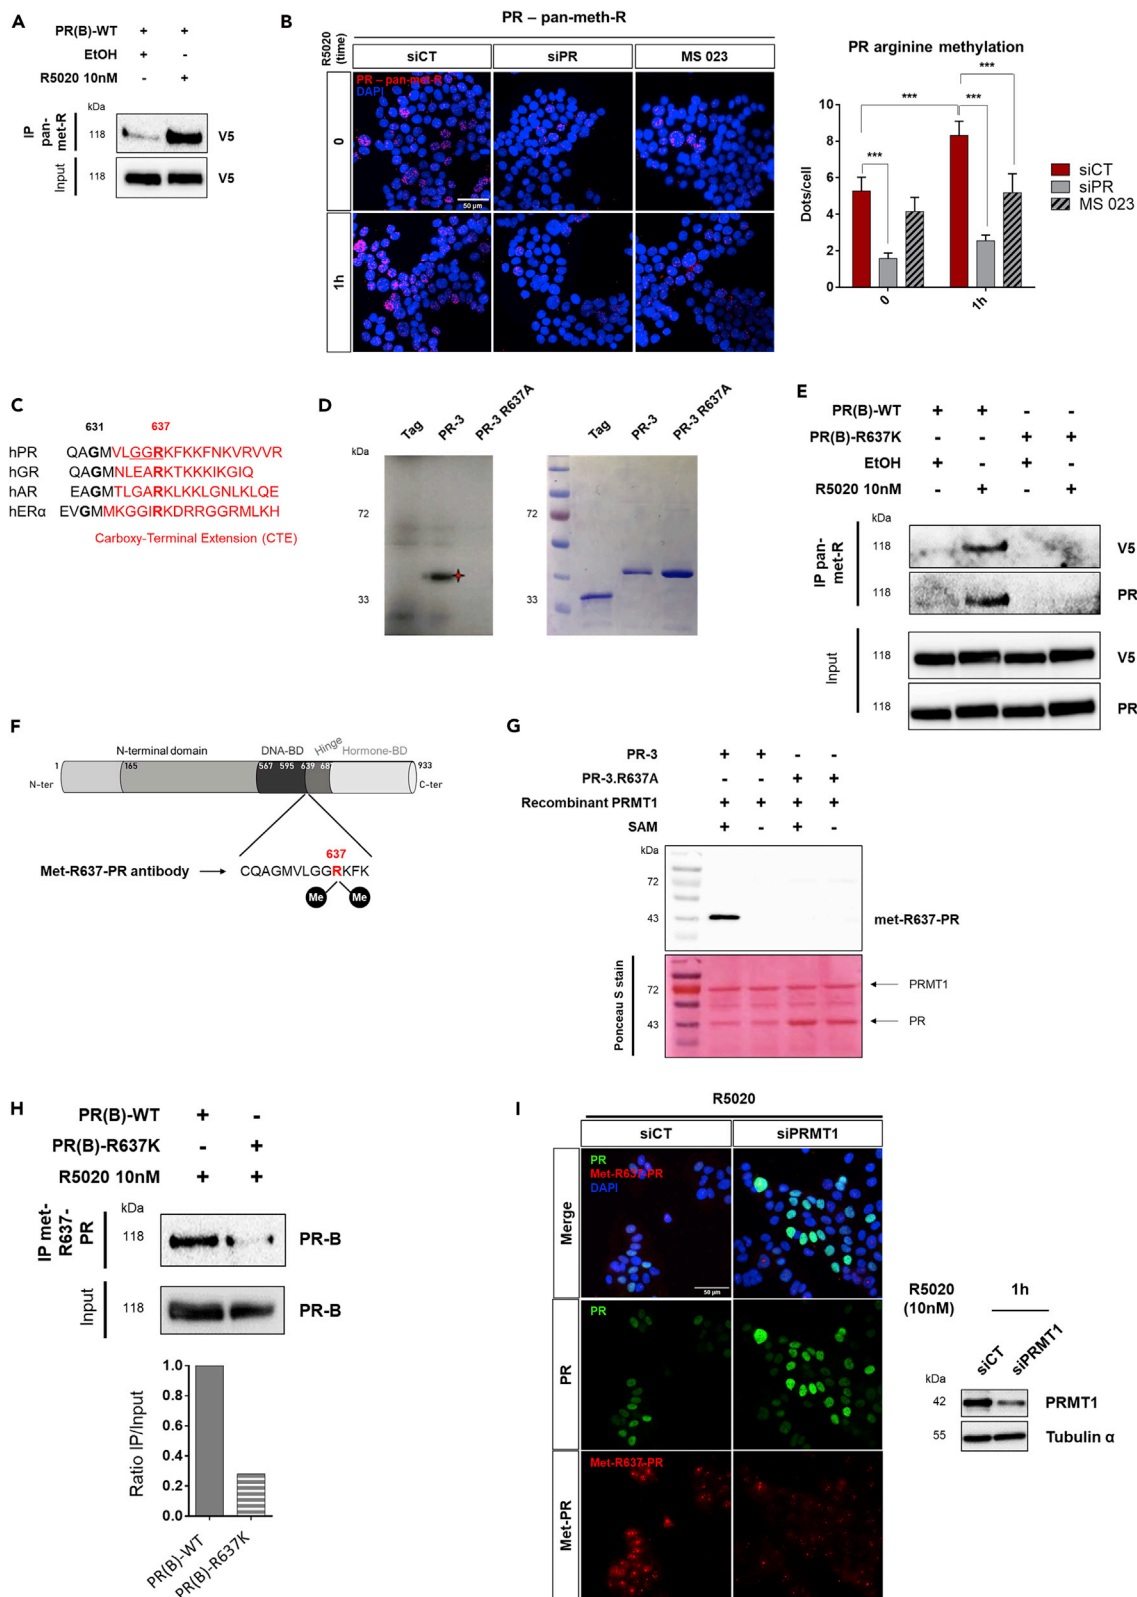 A
PR(B)-WT + +
EtOH + -
R5020 10nM - +
kDa
IP pan-met-R 118 V5
Input 118 V5
B
PR – pan-meth-R
R5020 (time)
siCT siPR MS 023
PR – pan-met-R
DAPI
0
50 µm
1h
PR arginine methylation
Dots/cell
10
8
6
4
2
0
*** *** *** ***
0 1h
siCT
siPR
MS 023
C
631 637
hPR QAGMVLGGRKFKKFNKVRVVR
hGR QAGMNLEARKTKKKIKGIQ
hAR EAGMTLGARKLKKLGNLKLQE
hERα EVGMMKGGIRKDRRGGRMLKH
Carboxy-Terminal Extension (CTE)
D
Tag PR-3 PR-3 R637A
kDa
72
33
Tag PR-3 PR-3 R637A
72
33
E
PR(B)-WT + + - -
PR(B)-R637K - - + +
EtOH + - + -
R5020 10nM - + - +
kDa
IP pan-met-R
118 V5
118 PR
Input
118 V5
118 PR
F
N-terminal domain DNA-BD Hinge Hormone-BD
1 165 567 595 639 687 933
N-ter C-ter
637
Met-R637-PR antibody → CQAGMVLGGRKFK
Me Me
G
PR-3 + + - -
PR-3.R637A - - + +
Recombinant PRMT1 + + + +
SAM + - + -
kDa
72
43 met-R637-PR
Ponceau S stain
72 PRMT1
43 PR
H
PR(B)-WT + -
PR(B)-R637K - +
R5020 10nM + +
kDa
IP met-R637-PR 118 PR-B
Input 118 PR-B
Ratio IP/Input
1.0
0.8
0.6
0.4
0.2
0.0
PR(B)-WT PR(B)-R637K
I
R5020
siCT siPRMT1
Merge
PR
Met-R637-PR
DAPI
50 µm
PR
PR
Met-PR
Met-R637-PR
R5020 (10nM) 1h
siCT siPRMT1
kDa
42 PRMT1
55 Tubulin α